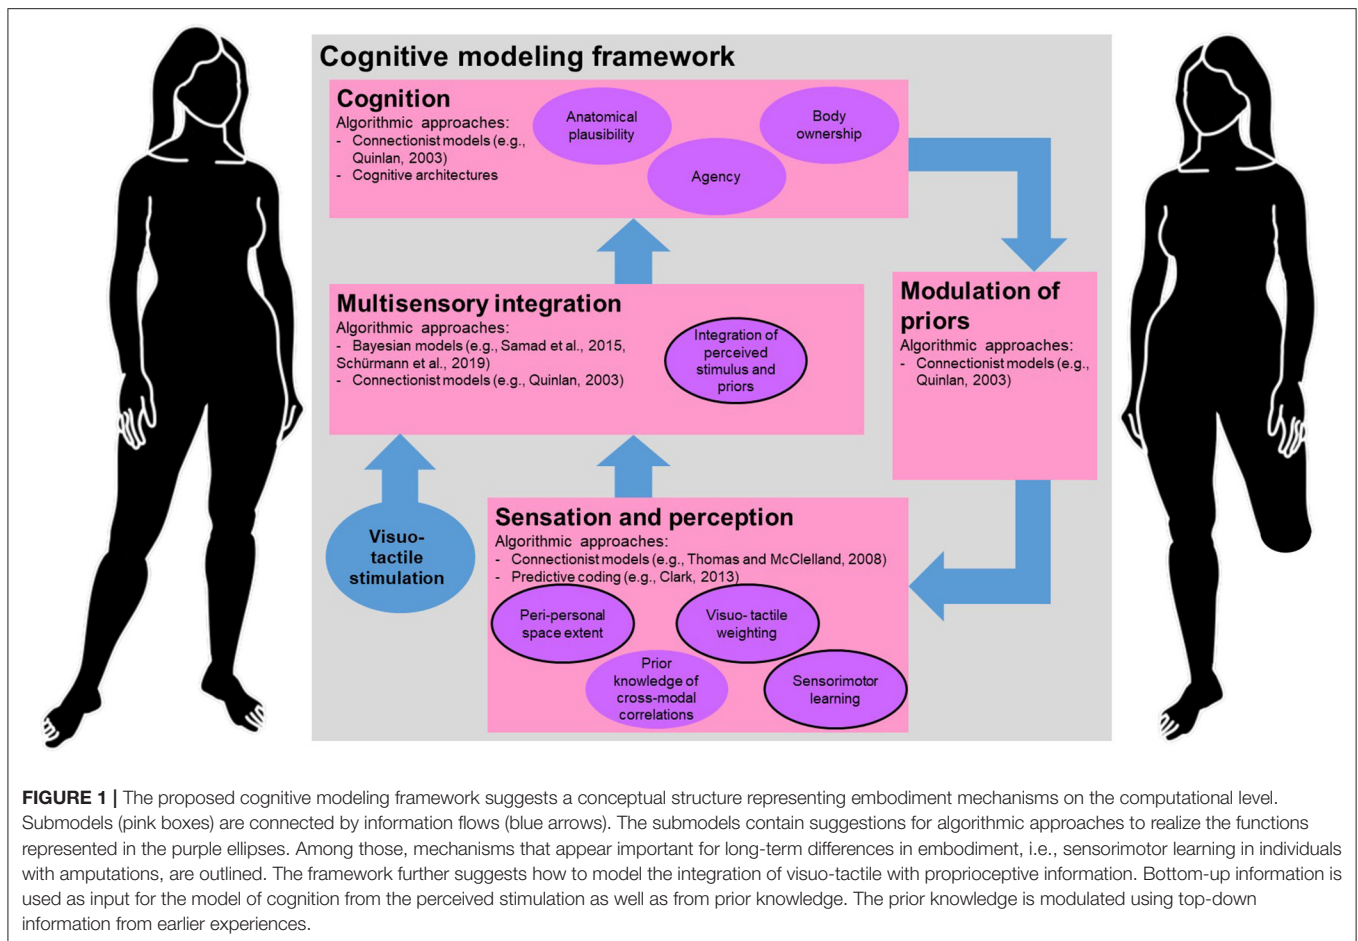 Cognitive modeling framework
Cognition
Algorithmic approaches:
- Connectionist models (e.g.,
Quinlan, 2003)
- Cognitive architectures
Anatomical
plausibility
Body
ownership
Agency
Multisensory integration
Algorithmic approaches:
- Bayesian models (e.g., Samad et al., 2015,
Schürmann et al., 2019)
- Connectionist models (e.g., Quinlan, 2003)
Integration of
perceived
stimulus and
priors
Modulation of
priors
Algorithmic approaches:
- Connectionist models (e.g.,
Quinlan, 2003)
Visuo-
tactile
stimulation
Sensation and perception
Algorithmic approaches:
- Connectionist models (e.g., Thomas and McClelland, 2008)
- Predictive coding (e.g., Clark, 2013)
Peri-personal
space extent
Visuo- tactile
weighting
Prior
knowledge of
cross-modal
correlations
Sensorimotor
learning
FIGURE 1 | The proposed cognitive modeling framework suggests a conceptual structure representing embodiment mechanisms on the computational level.
Submodels (pink boxes) are connected by information flows (blue arrows). The submodels contain suggestions for algorithmic approaches to realize the functions
represented in the purple ellipses. Among those, mechanisms that appear important for long-term differences in embodiment, i.e., sensorimotor learning in individuals
with amputations, are outlined. The framework further suggests how to model the integration of visuo-tactile with proprioceptive information. Bottom-up information is
used as input for the model of cognition from the perceived stimulation as well as from prior knowledge. The prior knowledge is modulated using top-down
information from earlier experiences.